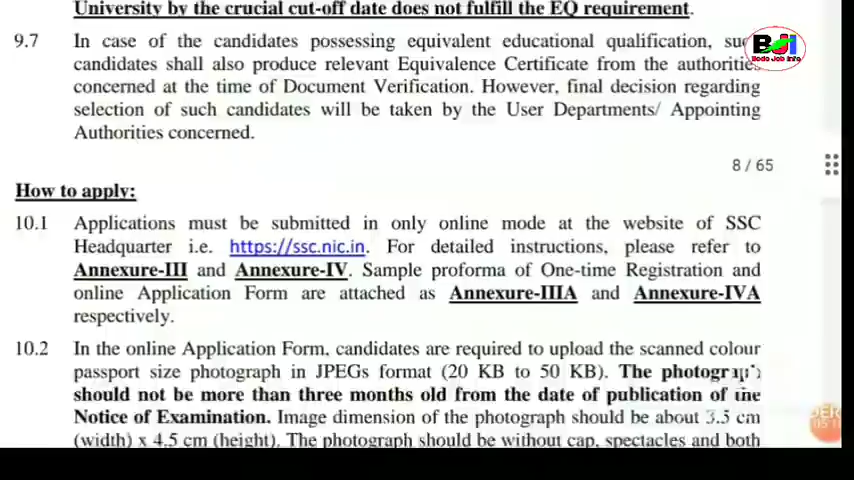 University by the crucial cut-off date does not fulfill the EQ requirement.
9.7 In case of the candidates possessing equivalent educational qualification, such
candidates shall also produce relevant Equivalence Certificate from the authorities
concerned at the time of Document Verification. However, final decision regarding
selection of such candidates will be taken by the User Departments/ Appointing
Authorities concerned.
BJI
Bodo Job Info
8 / 65
How to apply:
10.1 Applications must be submitted in only online mode at the website of SSC
Headquarter i.e. https://ssc.nic.in. For detailed instructions, please refer to
Annexure-III and Annexure-IV. Sample proforma of One-time Registration and
online Application Form are attached as Annexure-IIIA and Annexure-IVA
respectively.
10.2 In the online Application Form, candidates are required to upload the scanned colour
passport size photograph in JPEGs format (20 KB to 50 KB). The photograph
should not be more than three months old from the date of publication of the
Notice of Examination. Image dimension of the photograph should be about 3.5 cm
(width) x 4.5 cm (height). The photograph should be without cap, spectacles and both